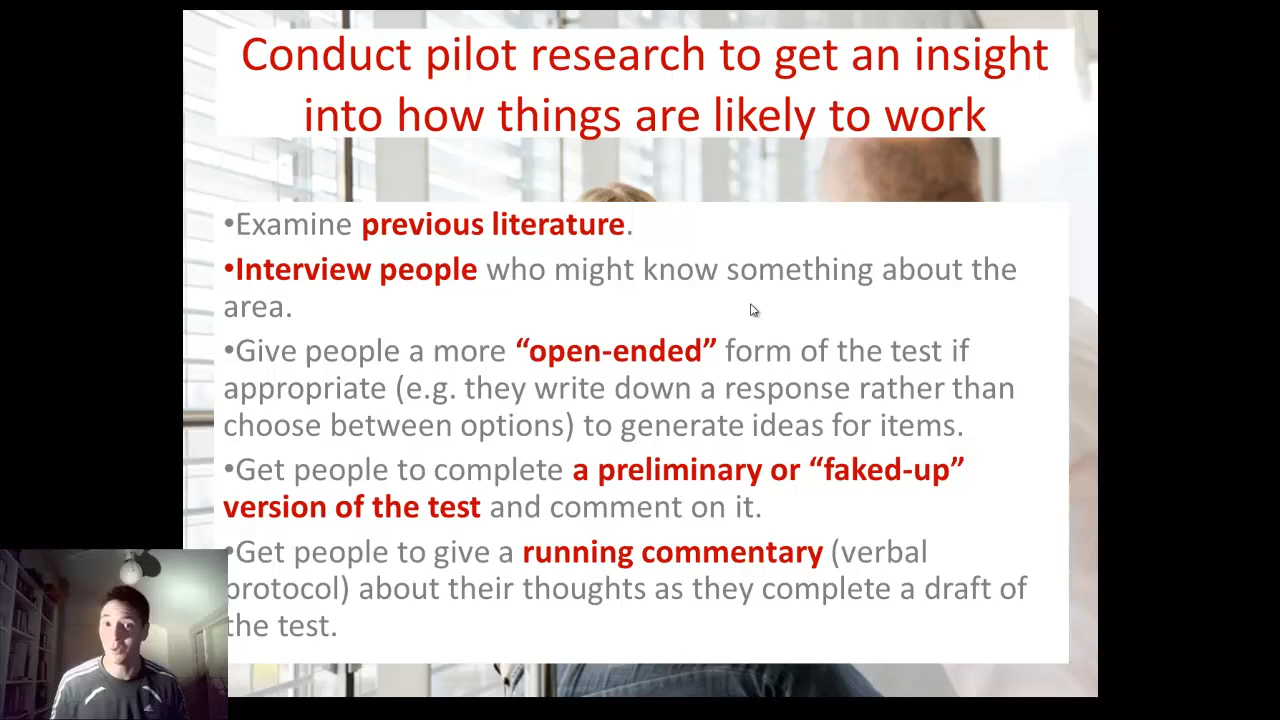 Conduct pilot research to get an insight
into how things are likely to work
•Examine previous literature.
•Interview people who might know something about the
area.
•Give people a more “open-ended” form of the test if
appropriate (e.g. they write down a response rather than
choose between options) to generate ideas for items.
•Get people to complete a preliminary or “faked-up”
version of the test and comment on it.
•Get people to give a running commentary (verbal
protocol) about their thoughts as they complete a draft of
the test.